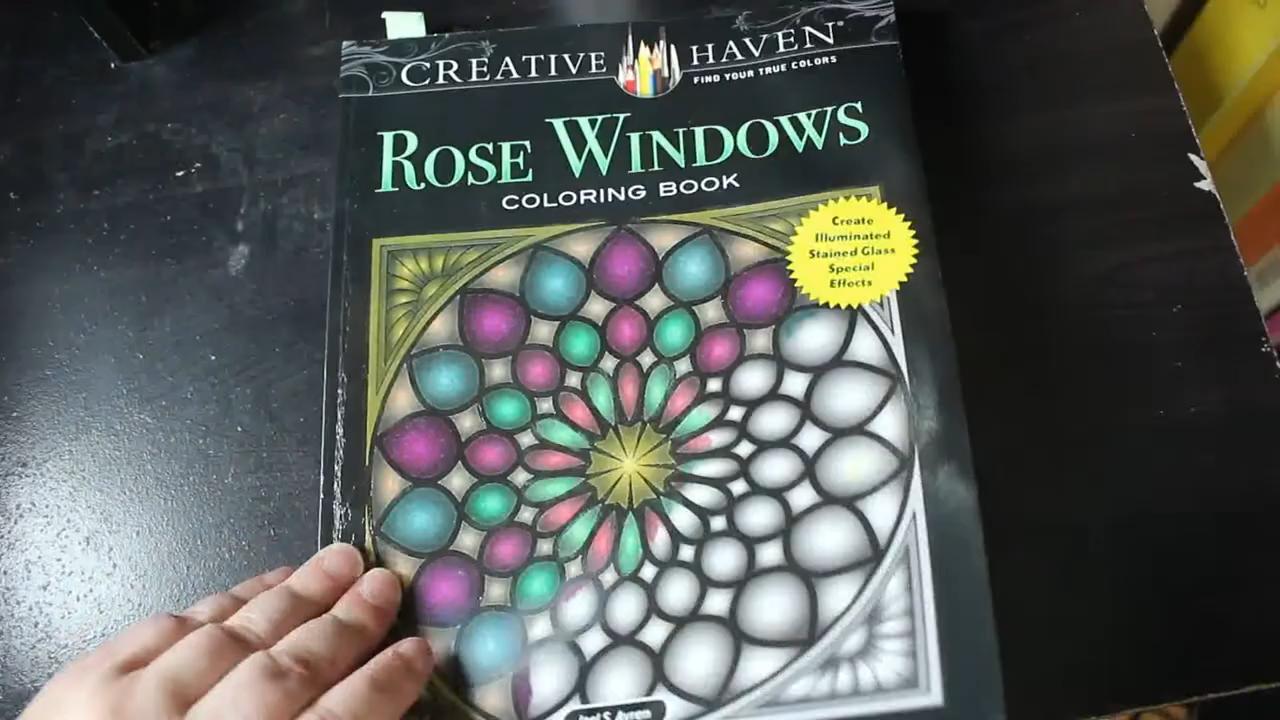 CREATIVE HAVEN®
FIND YOUR TRUE COLORS
ROSE WINDOWS
COLORING BOOK
Create
Illuminated
Stained Glass
Special
Effects